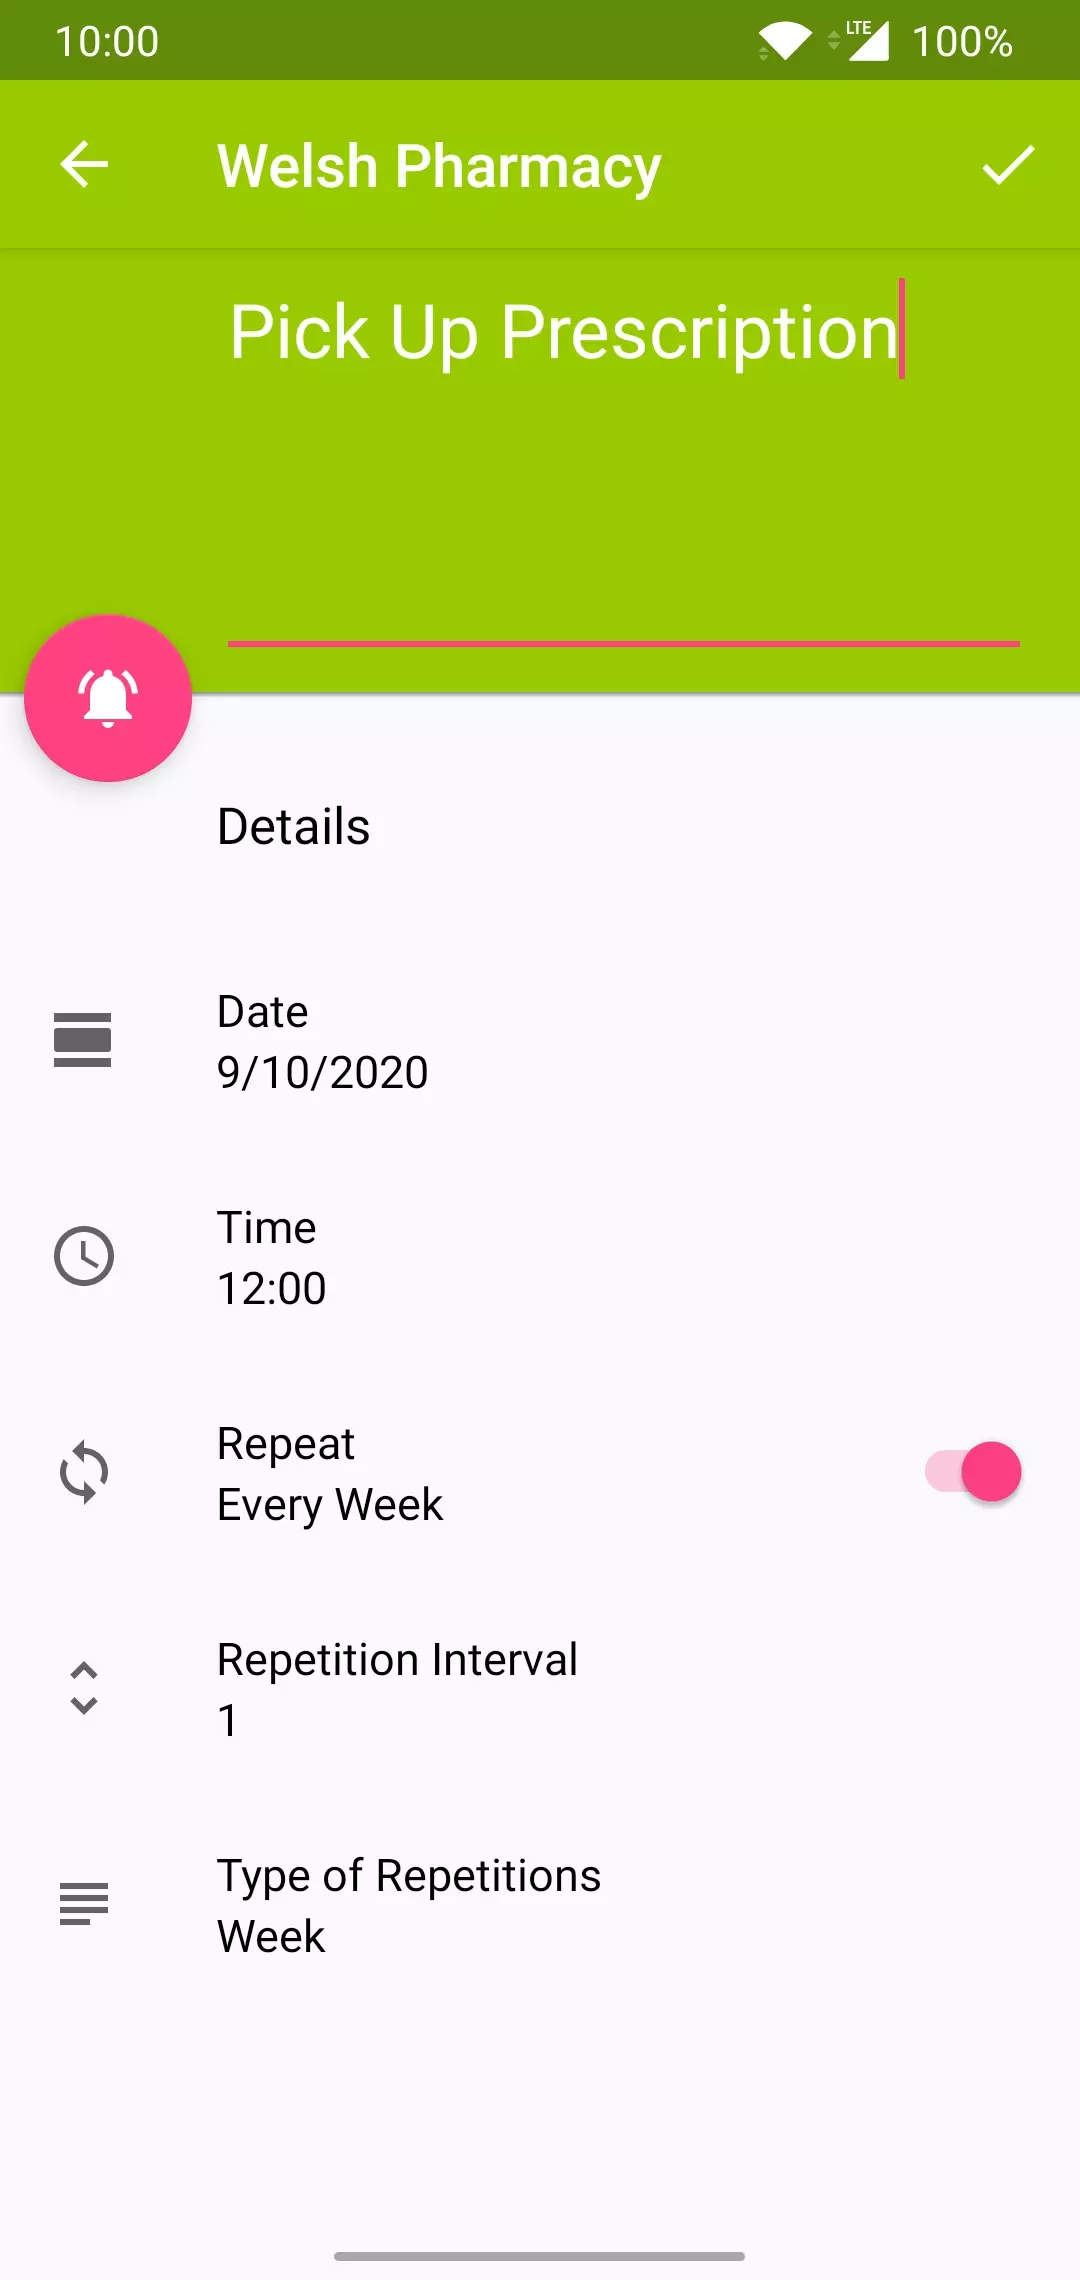 10:00
LTE
100%
Welsh Pharmacy
Pick Up Prescription
Details
Date
9/10/2020
Time
12:00
Repeat
Every Week
Repetition Interval
1
Type of Repetitions
Week